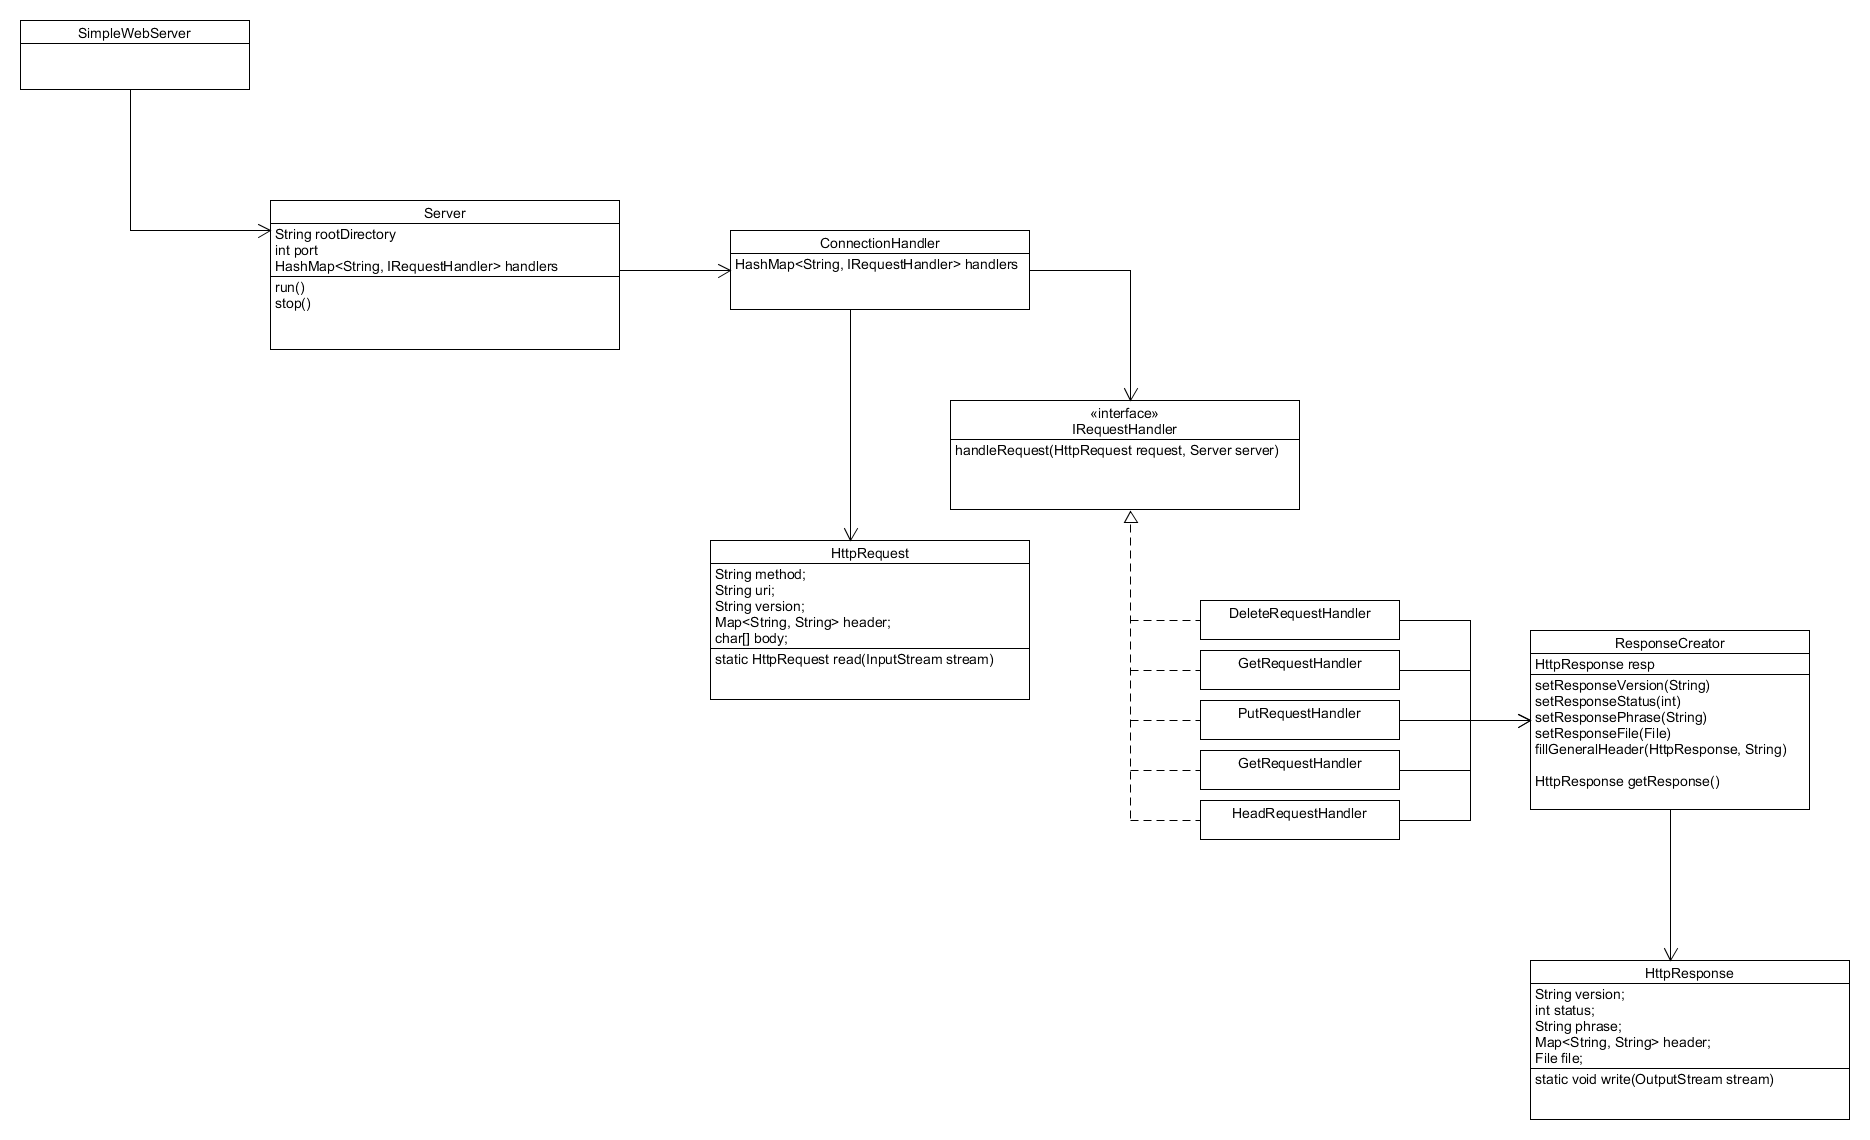 SimpleWebServer
Server
String rootDirectory
int port
HashMap<String, IRequestHandler> handlers
run()
stop()
ConnectionHandler
HashMap<String, IRequestHandler> handlers
«interface»
IRequestHandler
handleRequest(HttpRequest request, Server server)
HttpRequest
String method;
String uri;
String version;
Map<String, String> header;
char[] body;
static HttpRequest read(InputStream stream)
DeleteRequestHandler
GetRequestHandler
PutRequestHandler
GetRequestHandler
HeadRequestHandler
ResponseCreator
HttpResponse resp
setResponseVersion(String)
setResponseStatus(int)
setResponsePhrase(String)
setResponseFile(File)
fillGeneralHeader(HttpResponse, String)
HttpResponse getResponse()
HttpResponse
String version;
int status;
String phrase;
Map<String, String> header;
File file;
static void write(OutputStream stream)